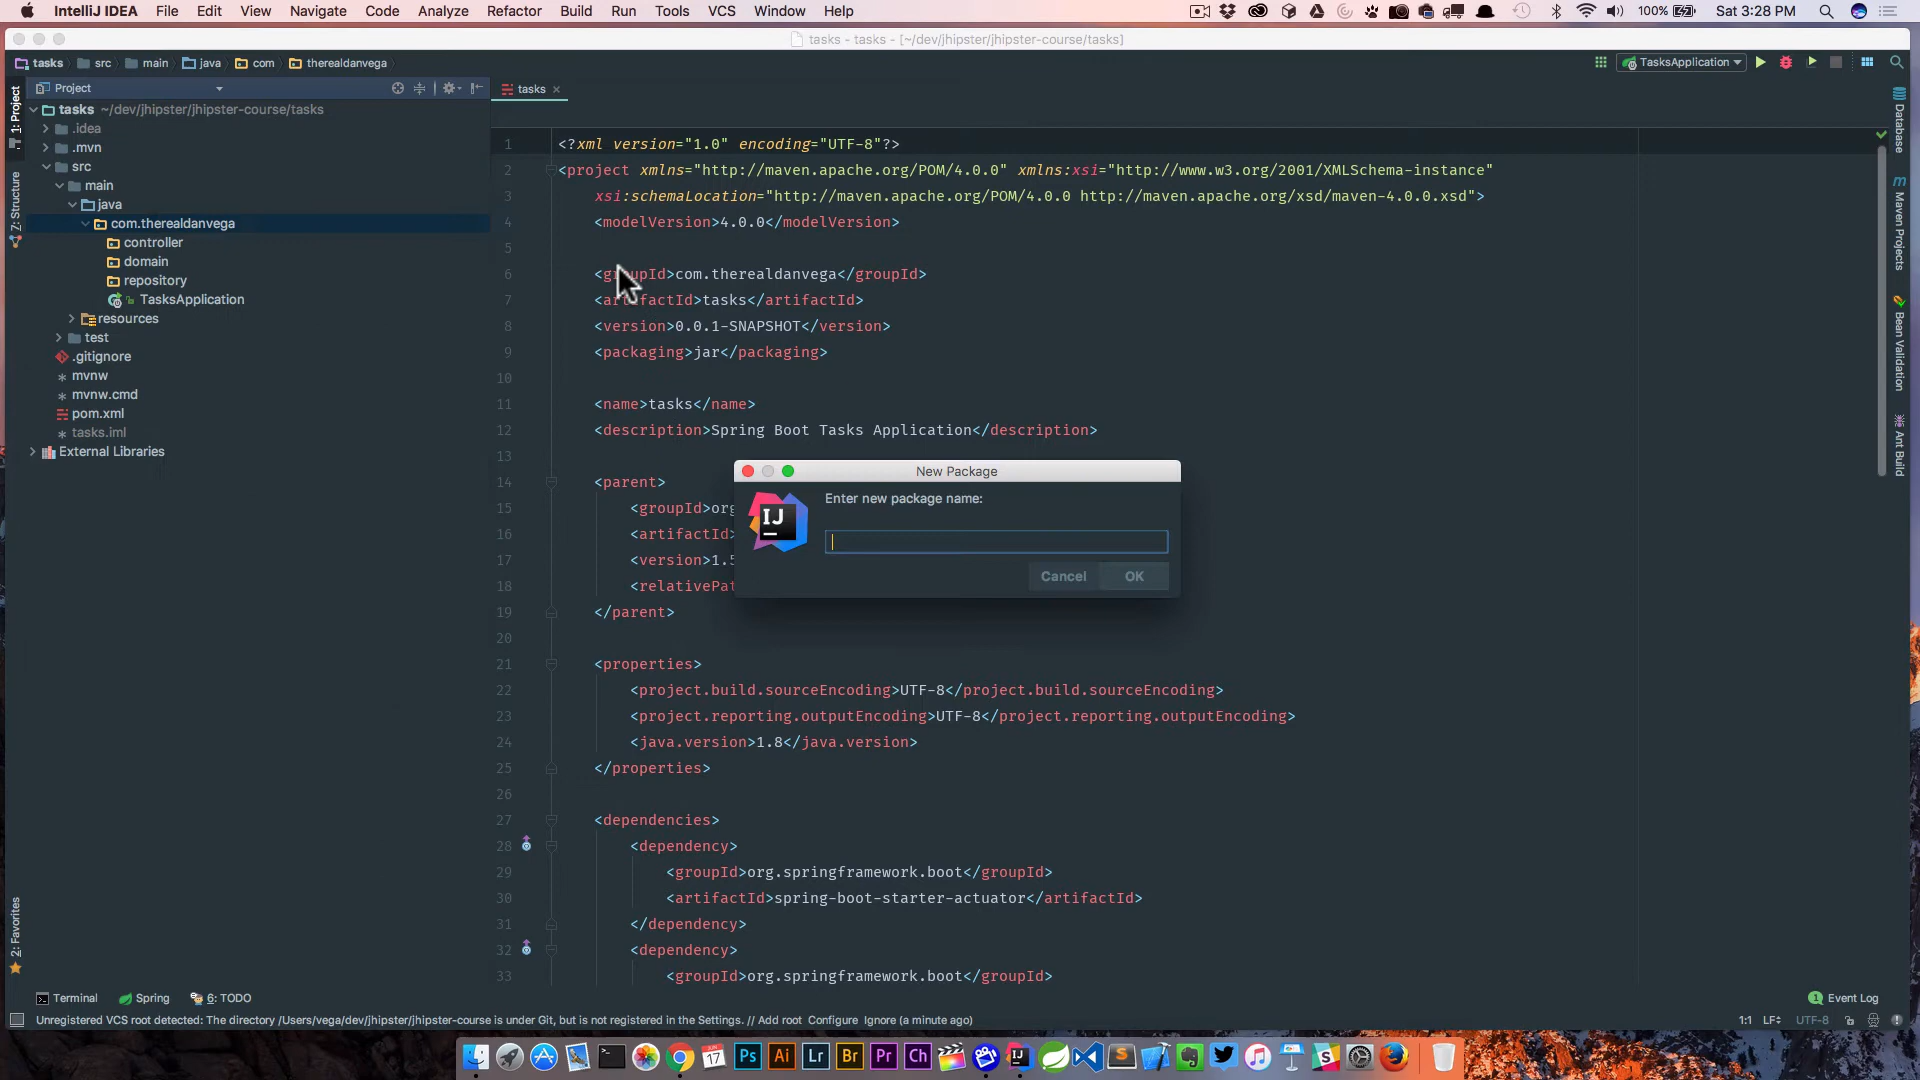 IntelliJ IDEA File Edit View Navigate Code Analyze Refactor Build Run Tools VCS Window Help 100% Sat 3:28 PM
tasks - tasks - [~/dev/jhipster/jhipster-course/tasks]
tasks src main java com therealdanvega TasksApplication
Project tasks
1: Project
Z: Structure
2: Favorites
tasks ~/dev/jhipster/jhipster-course/tasks
.idea
.mvn
src
main
java
com.therealdanvega
controller
domain
repository
TasksApplication
resources
test
.gitignore
mvnw
mvnw.cmd
pom.xml
tasks.iml
External Libraries
1 <?xml version="1.0" encoding="UTF-8"?>
2 <project xmlns="http://maven.apache.org/POM/4.0.0" xmlns:xsi="http://www.w3.org/2001/XMLSchema-instance"
3 xsi:schemaLocation="http://maven.apache.org/POM/4.0.0 http://maven.apache.org/xsd/maven-4.0.0.xsd">
4 <modelVersion>4.0.0</modelVersion>
5
6 <groupId>com.therealdanvega</groupId>
7 <artifactId>tasks</artifactId>
8 <version>0.0.1-SNAPSHOT</version>
9 <packaging>jar</packaging>
10
11 <name>tasks</name>
12 <description>Spring Boot Tasks Application</description>
13
14 <parent>
15 <groupId>org
16 <artifactId>
17 <version>1.5
18 <relativePat
19 </parent>
20
21 <properties>
22 <project.build.sourceEncoding>UTF-8</project.build.sourceEncoding>
23 <project.reporting.outputEncoding>UTF-8</project.reporting.outputEncoding>
24 <java.version>1.8</java.version>
25 </properties>
26
27 <dependencies>
28 <dependency>
29 <groupId>org.springframework.boot</groupId>
30 <artifactId>spring-boot-starter-actuator</artifactId>
31 </dependency>
32 <dependency>
33 <groupId>org.springframework.boot</groupId>
New Package
IJ
Enter new package name:
Cancel OK
Database
m Maven Projects
Bean Validation
Ant Build
Terminal Spring 6: TODO 1 Event Log
Unregistered VCS root detected: The directory /Users/vega/dev/jhipster/jhipster-course is under Git, but is not registered in the Settings. // Add root Configure Ignore (a minute ago) 1:1 LF÷ UTF-8
JUN 17 Ps Ai Lr Br Pr Ch IJ S